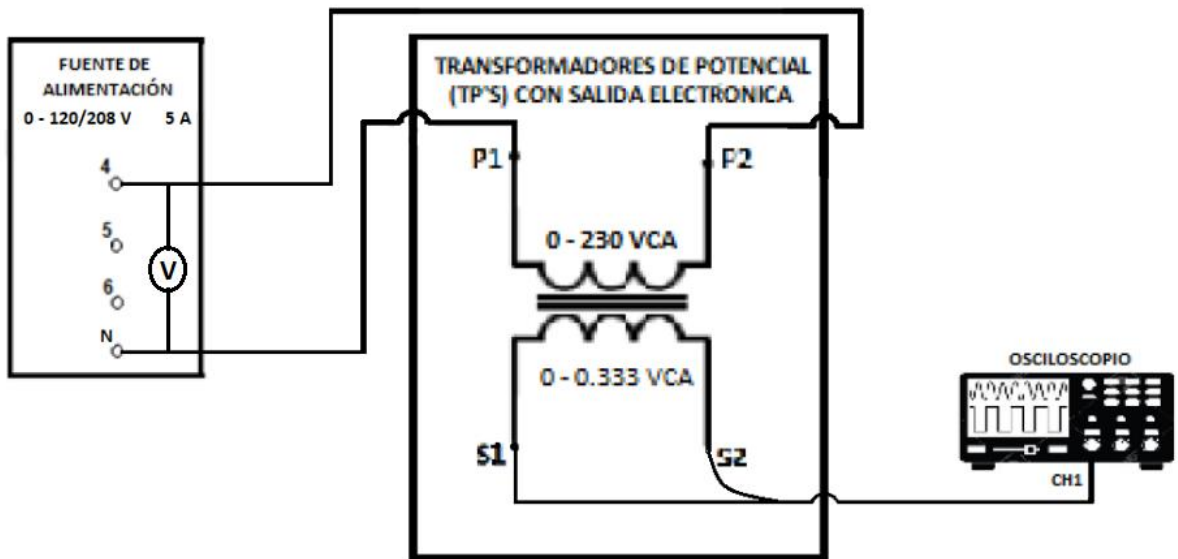 FUENTE DE
ALIMENTACIÓN
0 - 120/208 V 5 A
4
5
6
N
V
TRANSFORMADORES DE POTENCIAL
(TP'S) CON SALIDA ELECTRONICA
P1
P2
0 - 230 VCA
0 - 0.333 VCA
S1
S2
OSCILOSCOPIO
CH1